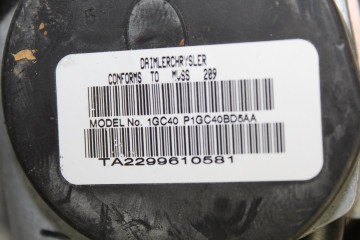 DAIMLERCHRYSLER
CONFORMS TO MVSS 209
MODEL No. 1GC40 P1GC40BD5AA
TA2299610581